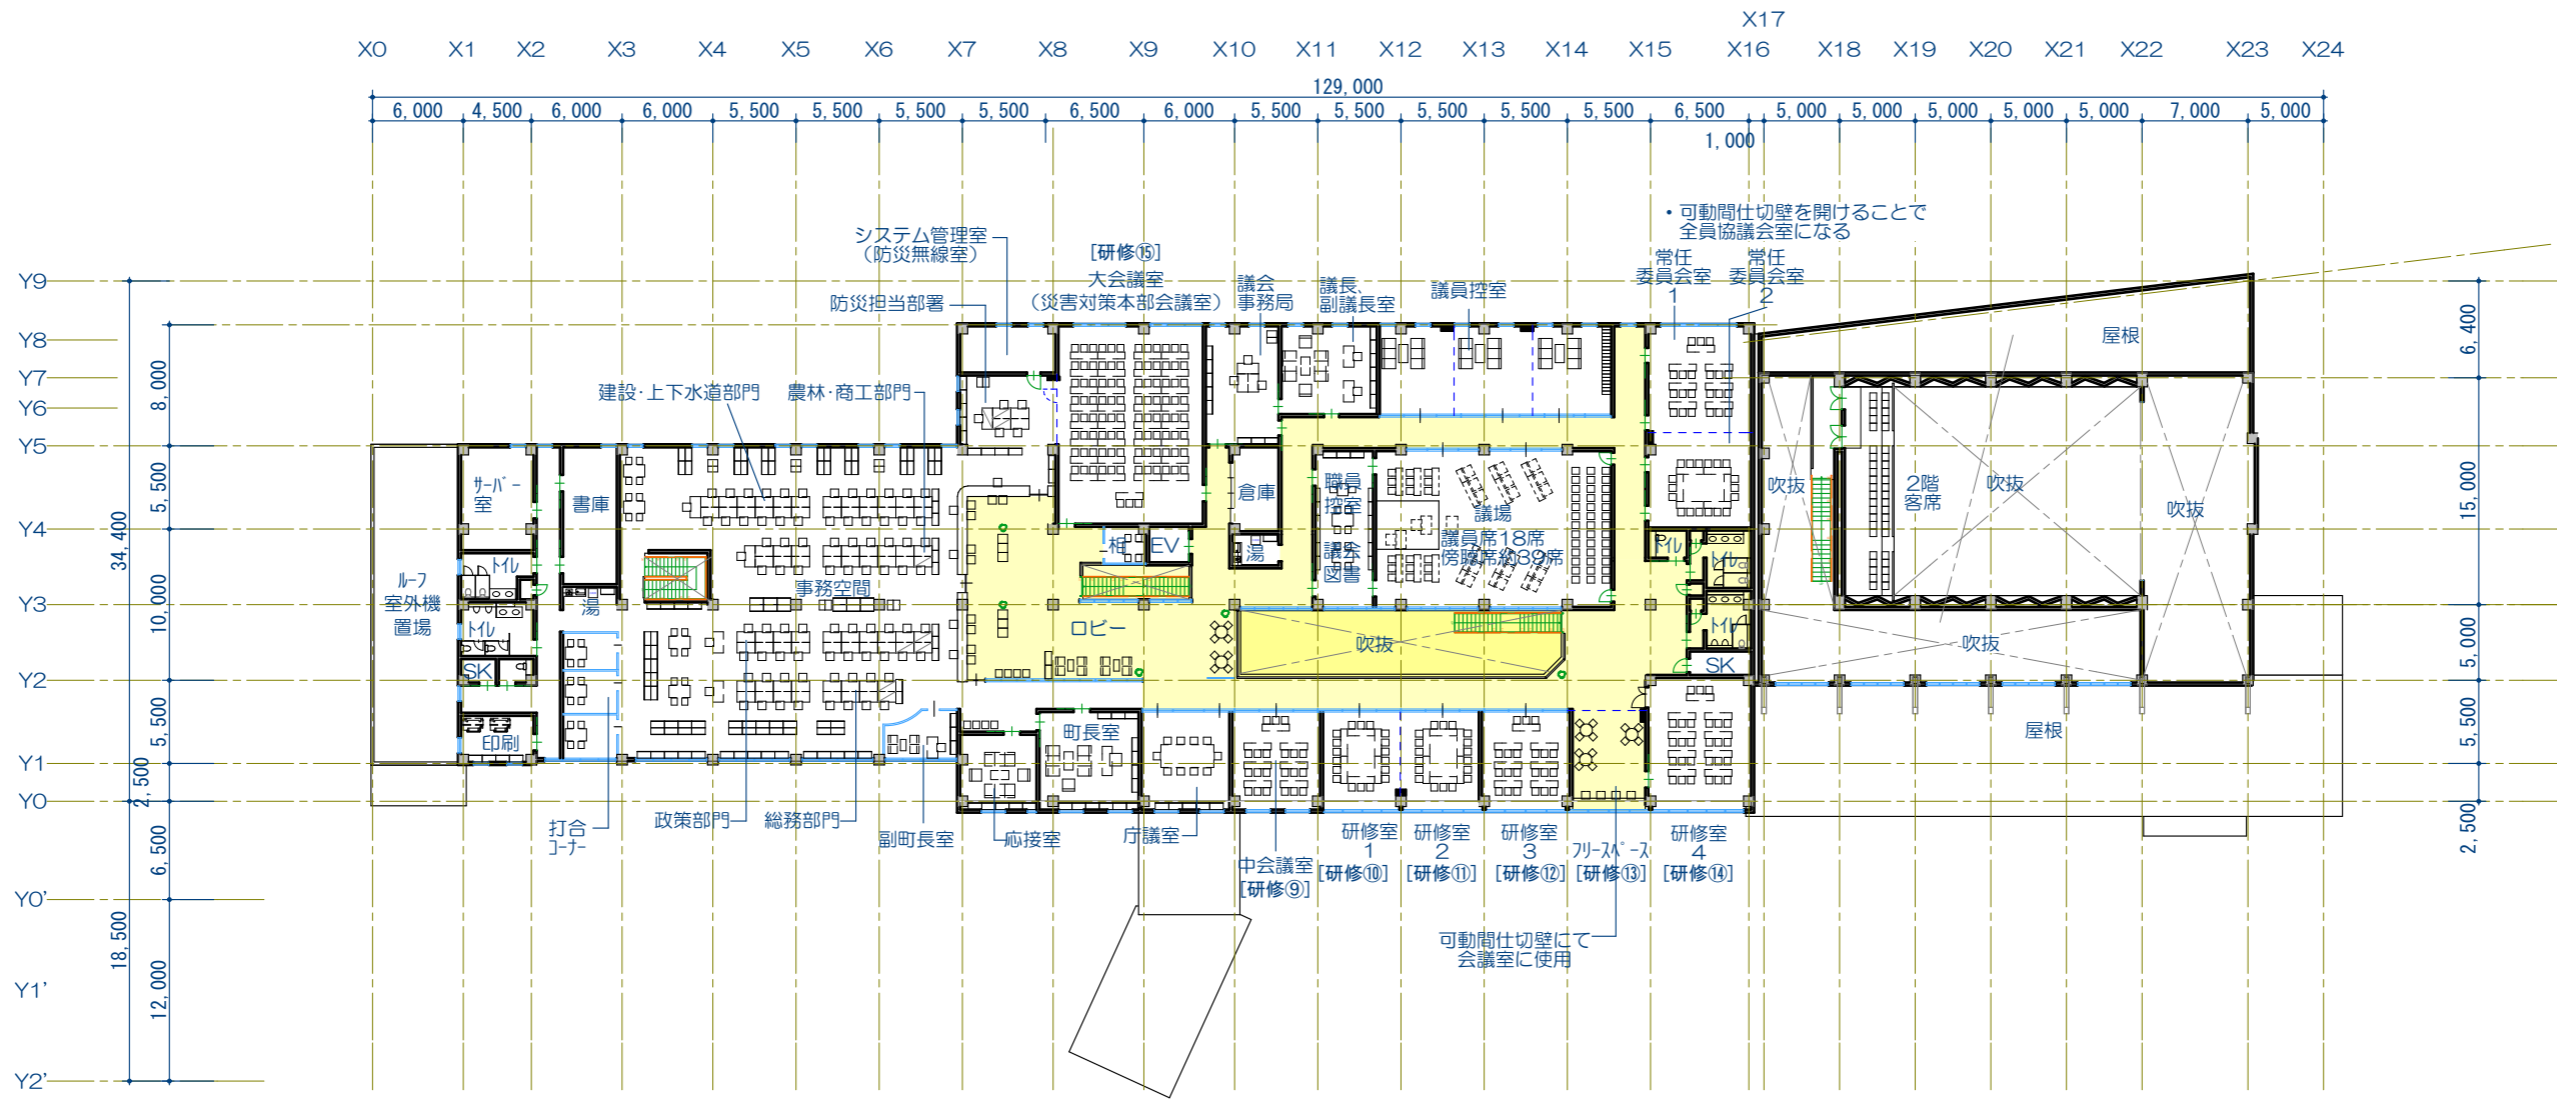 X17
X0 X1 X2 X3 X4 X5 X6 X7 X8 X9 X10 X11 X12 X13 X14 X15 X16 X18 X19 X20 X21 X22 X23 X24
129,000
6,000 4,500 6,000 6,000 5,500 5,500 5,500 5,500 6,500 6,000 5,500 5,500 5,500 5,500 5,500 6,500 5,000 5,000 5,000 5,000 5,000 7,000 5,000
1,000
・可動間仕切壁を開けることで
全員協議会室になる
システム管理室
（防災無線室）
[研修⑮]
大会議室
（災害対策本部会議室）
議会
事務局
議長、
副議長室
議員控室
常任
委員会室
1
常任
委員会室
2
防災担当部署
建設・上下水道部門
農林・商工部門
屋根
Y9
Y8
Y7
Y6
Y5
Y4
Y3
Y2
Y1
Y0
Y0'
Y1'
Y2'
34,400
18,500
8,000
5,500
10,000
5,500
2,500
6,500
12,000
6,400
15,000
5,000
5,500
2,500
サーバー
室
書庫
倉庫
職員
控室
議場
議員席18席
傍聴席約39席
吹抜
2階
客席
吹抜
吹抜
トイレ
相
EV
湯
議会
図書
トイレ
トイレ
ルーフ
室外機
置場
湯
事務空間
トイレ
ロビー
吹抜
トイレ
吹抜
SK
SK
印刷
町長室
屋根
打合
コーナー
政策部門
総務部門
副町長室
応接室
庁議室
中会議室
[研修⑨]
研修室
1
[研修⑩]
研修室
2
[研修⑪]
研修室
3
[研修⑫]
フリースペース
[研修⑬]
研修室
4
[研修⑭]
可動間仕切壁にて
会議室に使用